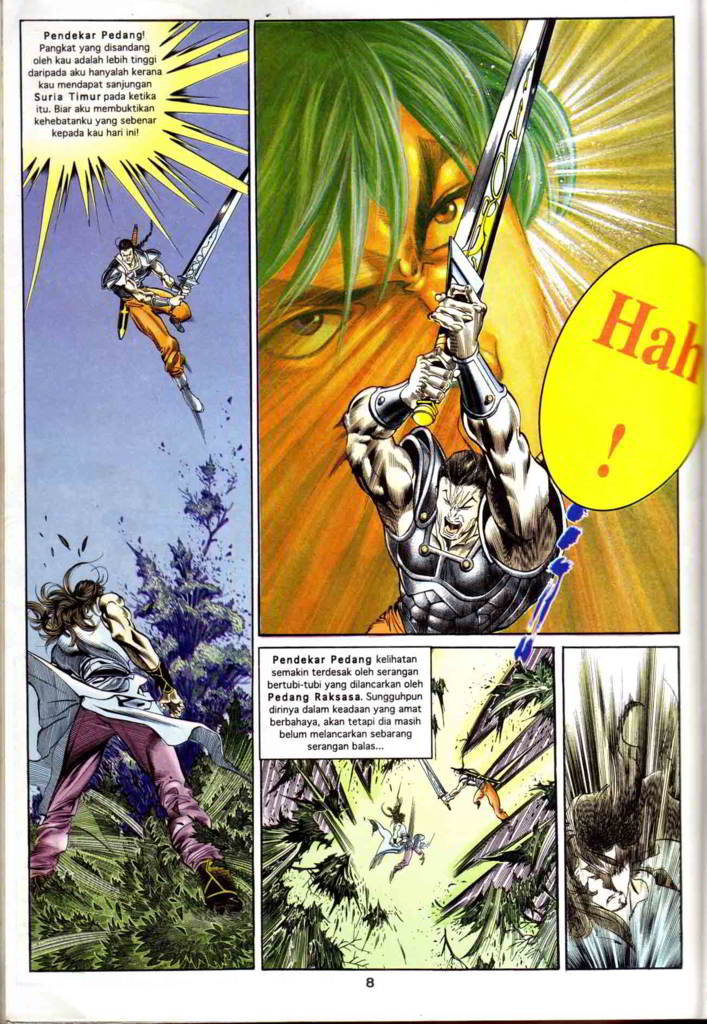 Pendekar Pedang!
Pangkat yang disandang
oleh kau adalah lebih tinggi
daripada aku hanyalah kerana
kau mendapat sanjungan
Suria Timur pada ketika
itu. Biar aku membuktikan
kehebatanku yang sebenar
kepada kau hari ini!
Hah
!
Pendekar Pedang kelihatan
semakin terdesak oleh serangan
bertubi-tubi yang dilancarkan oleh
Pedang Raksasa. Sungguhpun
dirinya dalam keadaan yang amat
berbahaya, akan tetapi dia masih
belum melancarkan sebarang
serangan balas...
8